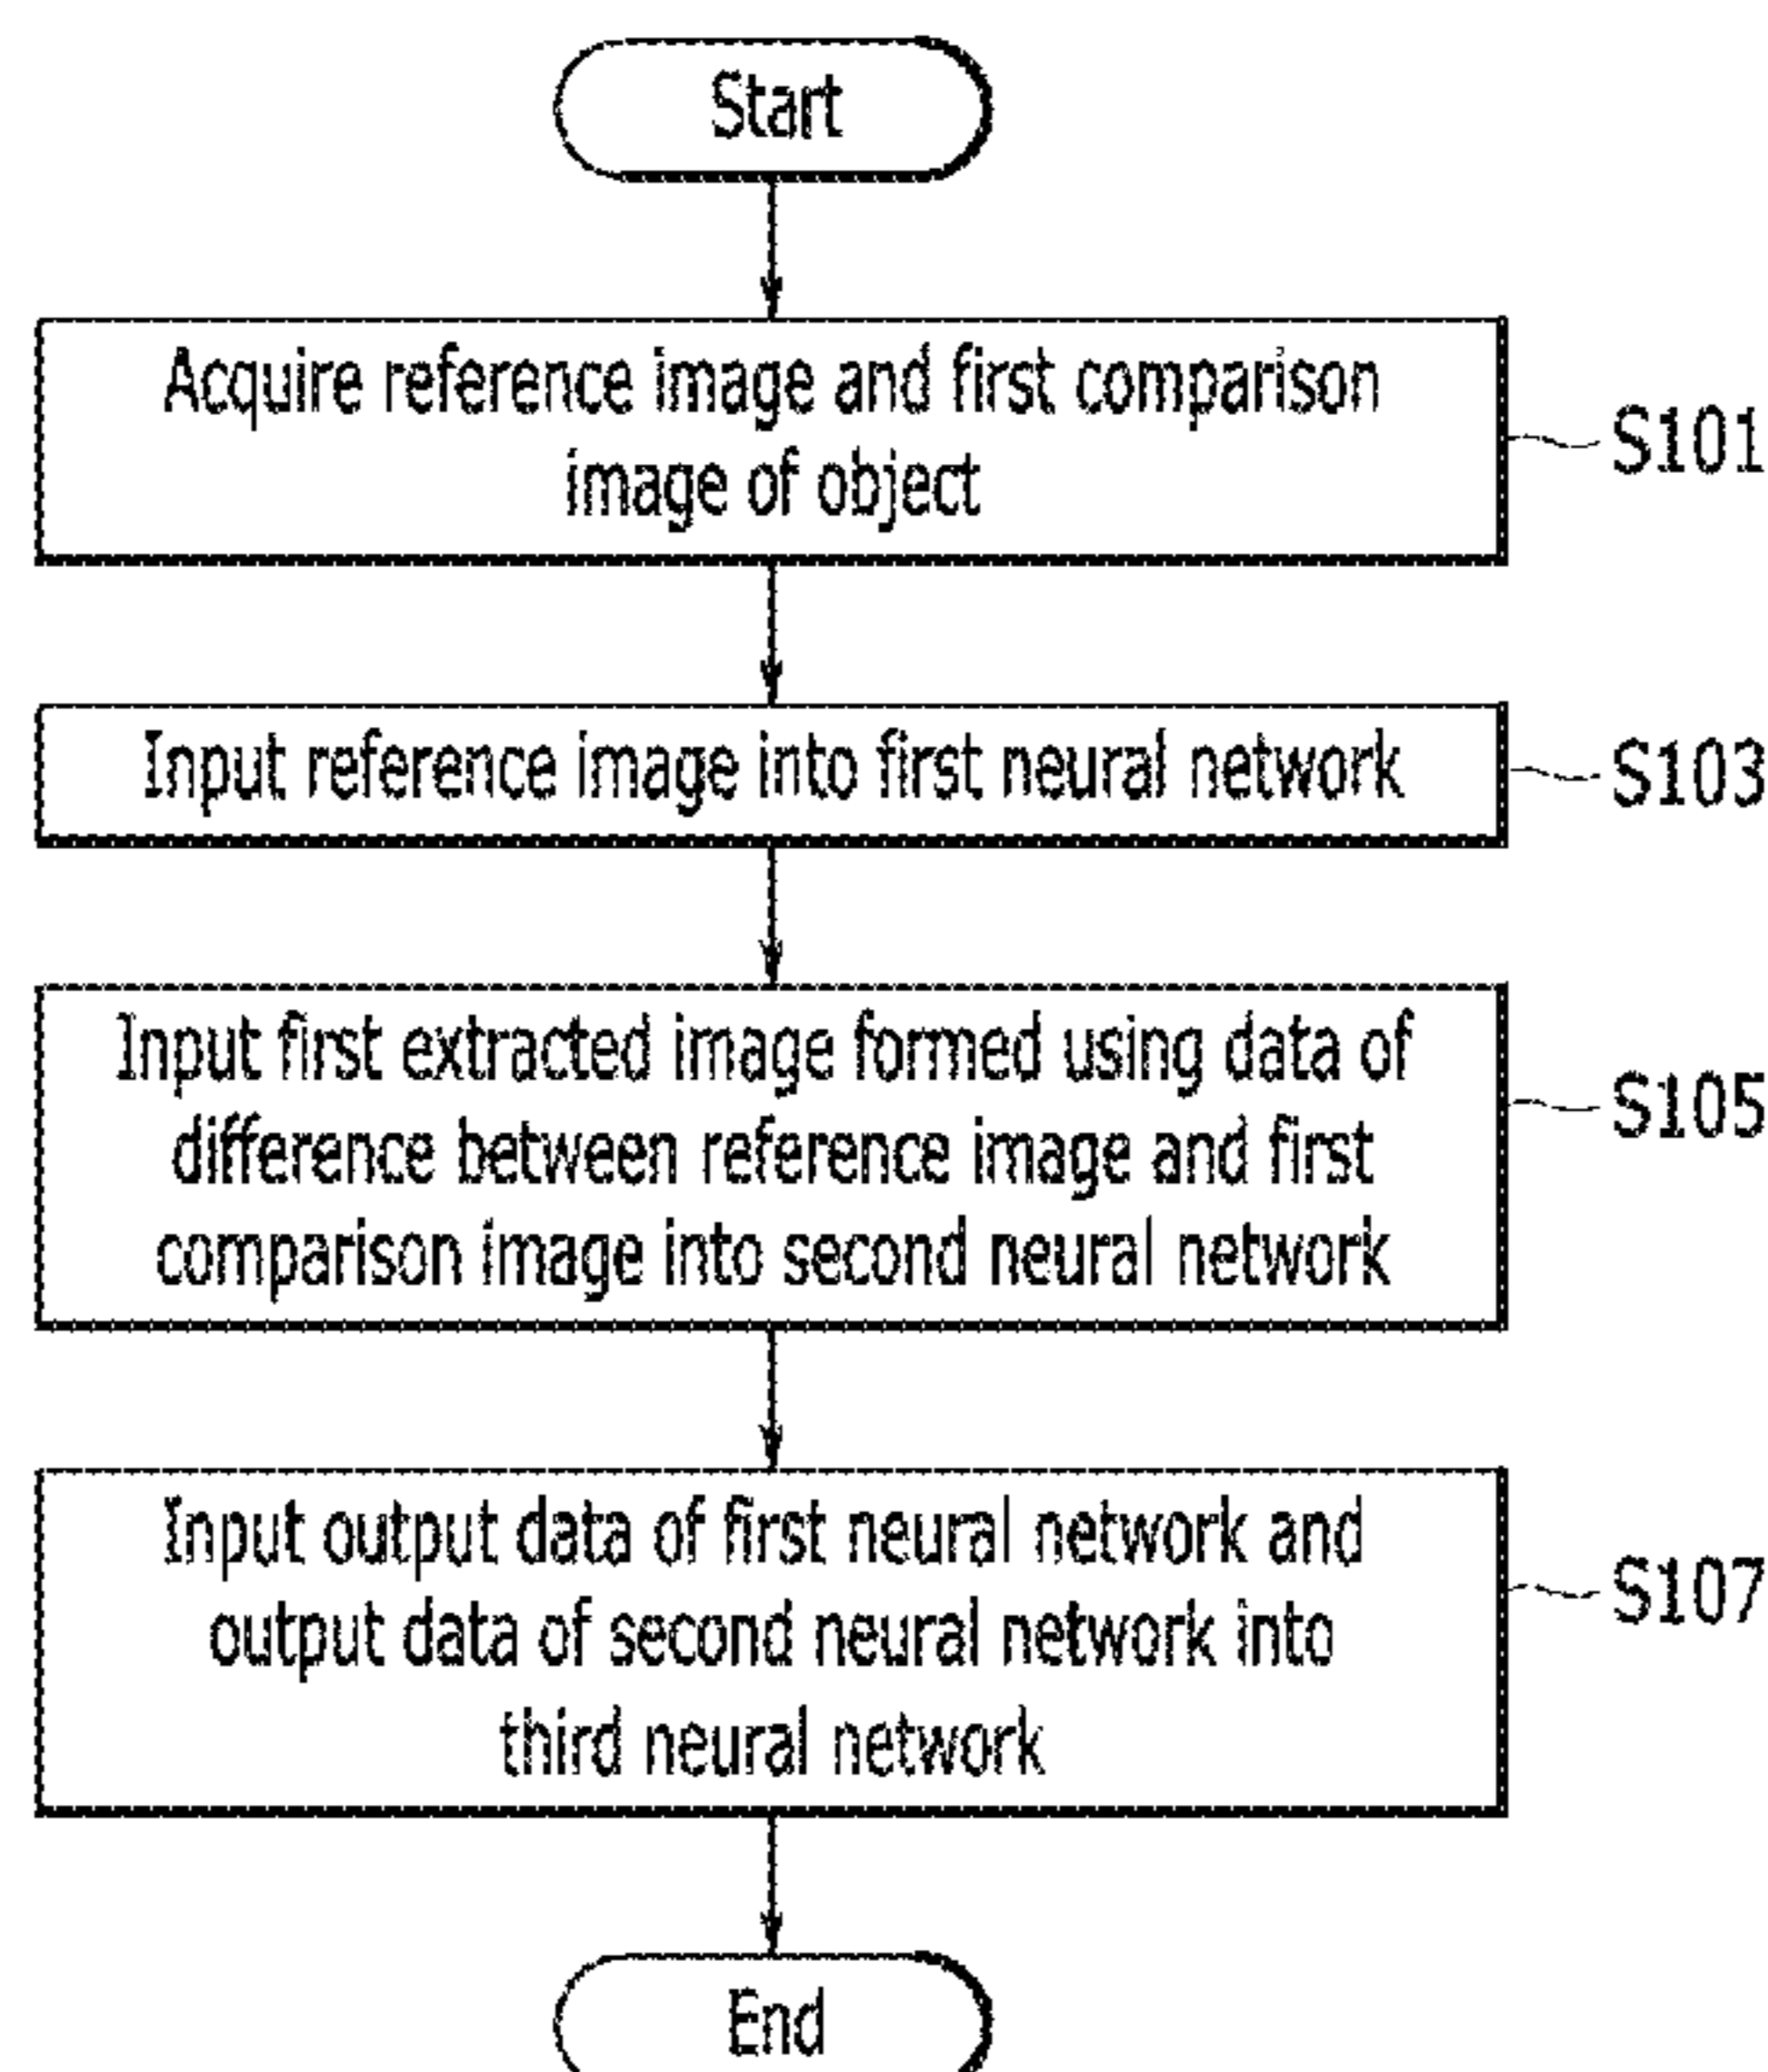 Start
Acquire reference image and first comparison
image of object
S101
Input reference image into first neural network
S103
Input first extracted image formed using data of
difference between reference image and first
comparison image into second neural network
S105
Input output data of first neural network and
output data of second neural network into
third neural network
S107
End